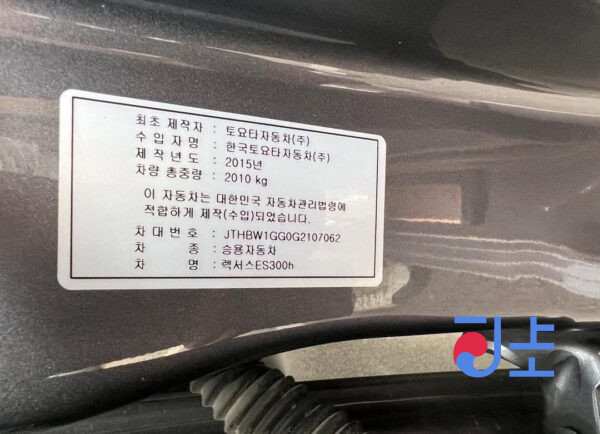 최초 제작자 : 토요타자동차(주)
수 입 자 명 : 한국토요타자동차(주)
제 작 년 도 : 2015년
차량 총중량 : 2010 kg
이 자동차는 대한민국 자동차관리법령에
적합하게 제작(수입)되었습니다.
차 대 번 호 : JTHBW1GG0G2107062
차 종 : 승용자동차
차 명 : 렉서스ES300h